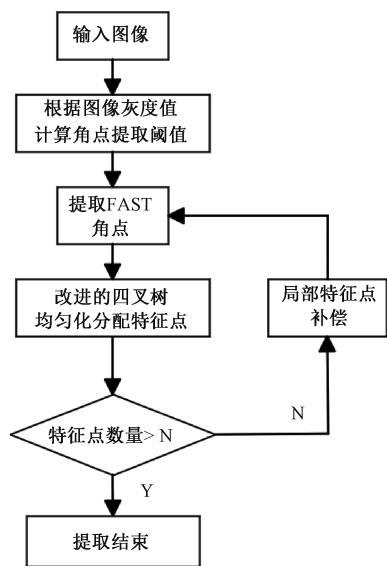 输入图像
根据图像灰度值
计算角点提取阈值
提取FAST
角点
改进的四叉树
均匀化分配特征点
局部特征点
补偿
特征点数量> N
N
Y
提取结束